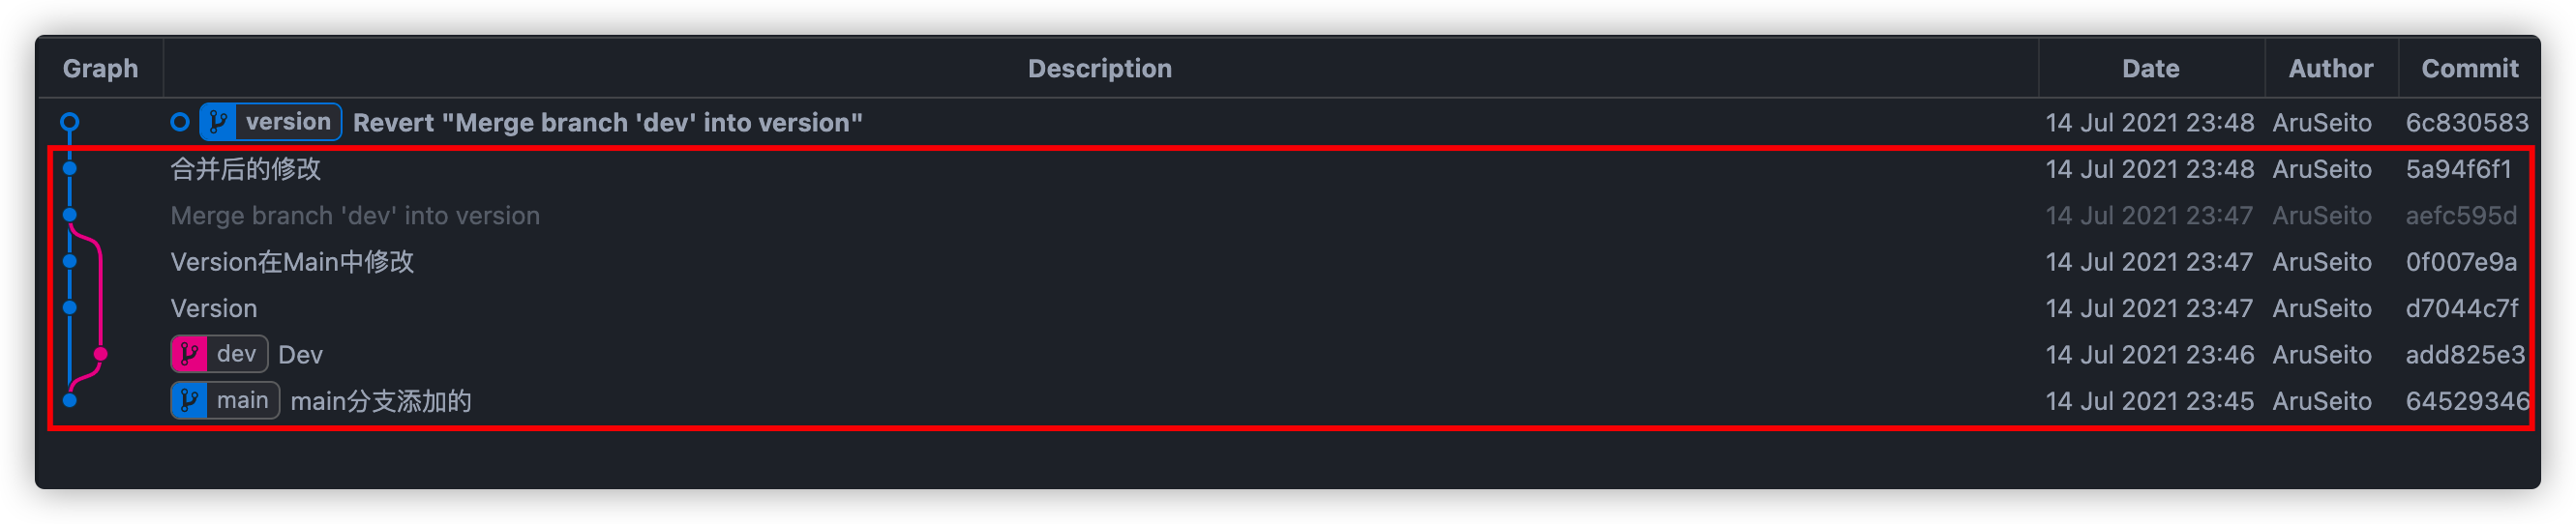 Graph Description Date Author Commit
version Revert "Merge branch 'dev' into version" 14 Jul 2021 23:48 AruSeito 6c830583
合并后的修改 14 Jul 2021 23:48 AruSeito 5a94f6f1
Merge branch 'dev' into version 14 Jul 2021 23:47 AruSeito aefc595d
Version在Main中修改 14 Jul 2021 23:47 AruSeito 0f007e9a
Version 14 Jul 2021 23:47 AruSeito d7044c7f
dev Dev 14 Jul 2021 23:46 AruSeito add825e3
main main分支添加的 14 Jul 2021 23:45 AruSeito 64529346